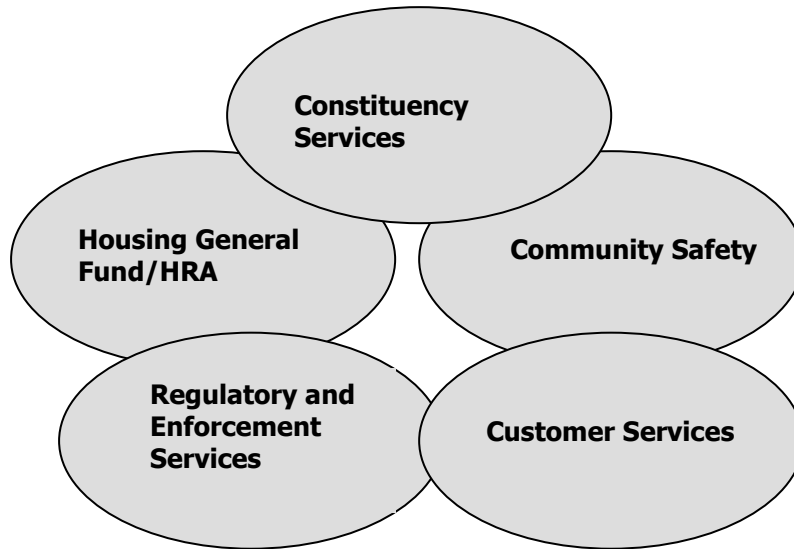 Constituency
Services
Housing General
Fund/HRA
Community Safety
Regulatory and
Enforcement
Services
Customer Services